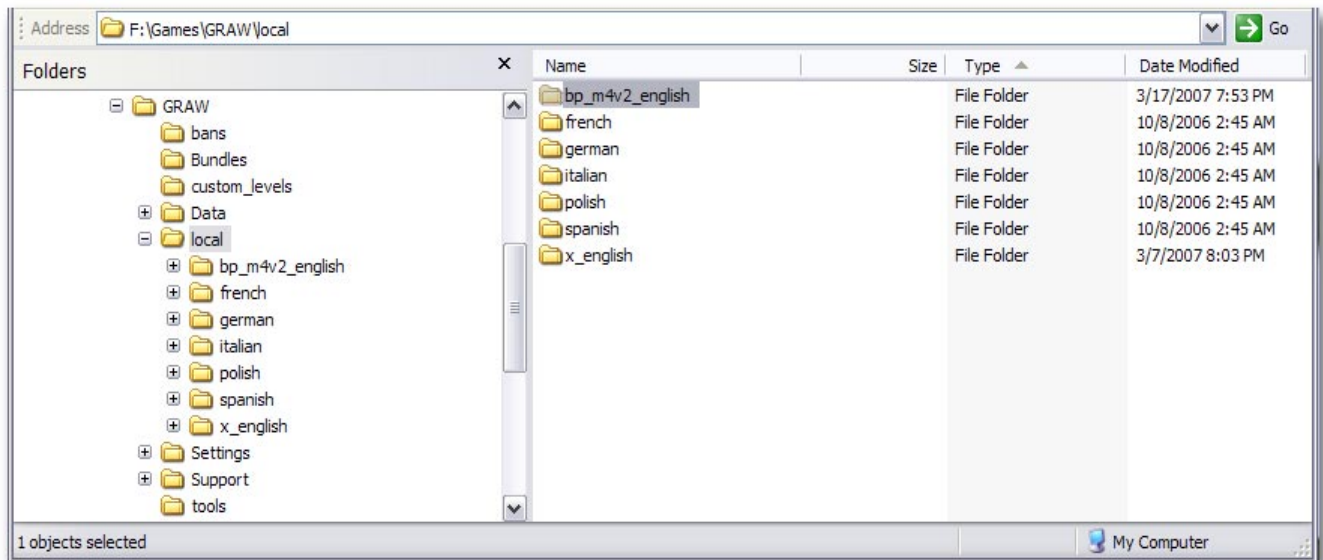 Address F:\Games\GRAW\local Go
Folders x
GRAW
bans
Bundles
custom_levels
Data
local
bp_m4v2_english
french
german
italian
polish
spanish
x_english
Settings
Support
tools
Name Size Type Date Modified
bp_m4v2_english File Folder 3/17/2007 7:53 PM
french File Folder 10/8/2006 2:45 AM
german File Folder 10/8/2006 2:45 AM
italian File Folder 10/8/2006 2:45 AM
polish File Folder 10/8/2006 2:45 AM
spanish File Folder 10/8/2006 2:45 AM
x_english File Folder 3/7/2007 8:03 PM
1 objects selected My Computer